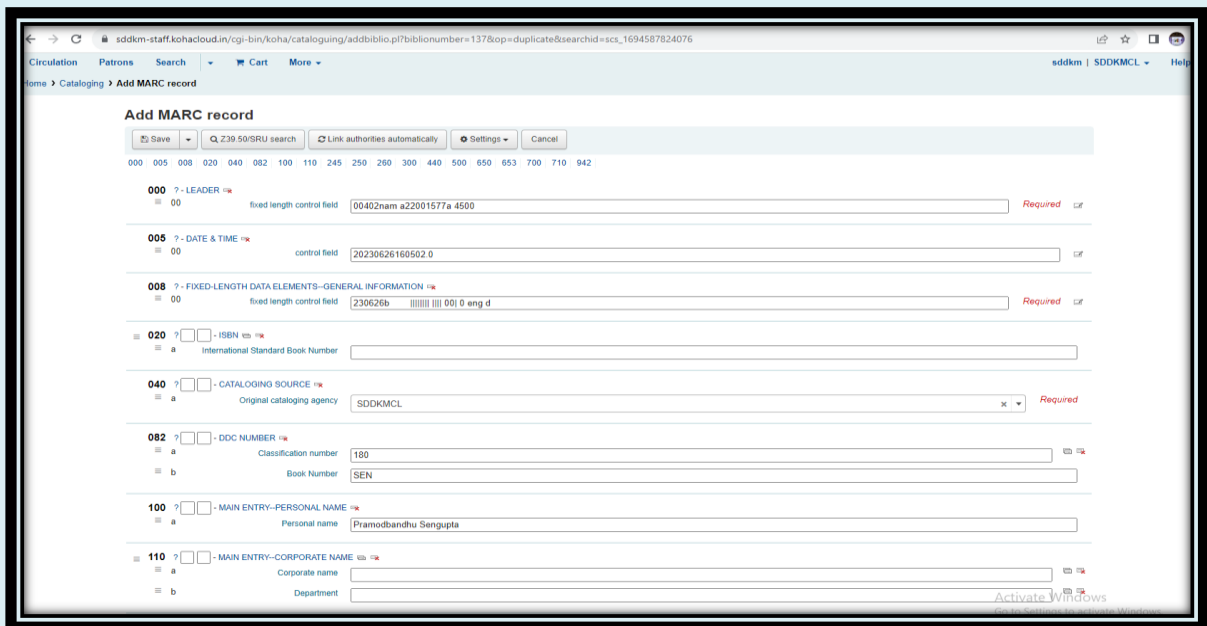 sddkm-staff.kohacloud.in/cgi-bin/koha/cataloguing/addbiblio.pl?biblionumber=137&op=duplicate&searchid=scs_1694587824076
Circulation Patrons Search Cart More sddkm | SDDKMCL Help
Home > Cataloging > Add MARC record
Add MARC record
Save Z39.50/SRU search Link authorities automatically Settings Cancel
000 005 008 020 040 082 100 110 245 250 260 300 440 500 650 653 700 710 942
000 ? - LEADER
00 fixed length control field 00402nam a22001577a 4500 Required
005 ? - DATE & TIME
00 control field 20230626160502.0
008 ? - FIXED-LENGTH DATA ELEMENTS--GENERAL INFORMATION
00 fixed length control field 230626b |||||||| |||| 00| 0 eng d Required
020 ? - ISBN
a International Standard Book Number
040 ? - CATALOGING SOURCE
a Original cataloging agency SDDKMCL Required
082 ? - DDC NUMBER
a Classification number 180
b Book Number SEN
100 ? - MAIN ENTRY--PERSONAL NAME
a Personal name Pramodbandhu Sengupta
110 ? - MAIN ENTRY--CORPORATE NAME
a Corporate name
b Department
Activate Windows
Go to Settings to activate Windows.